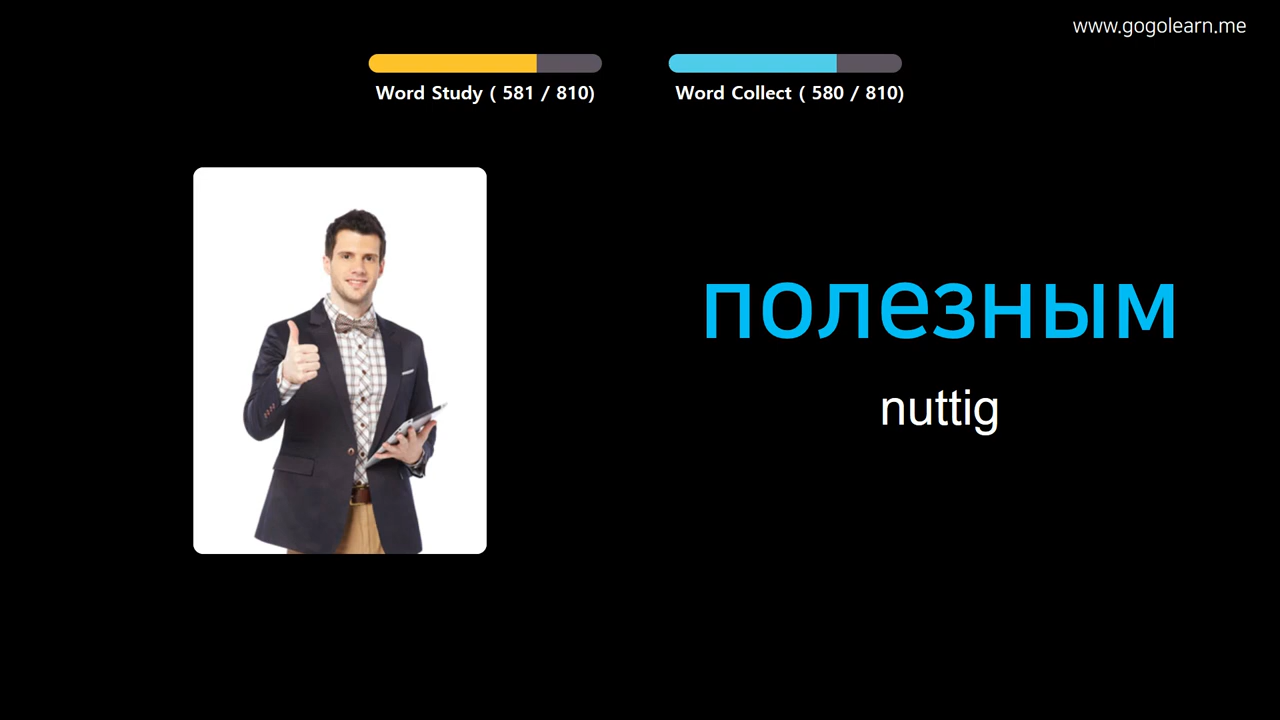 www.gogolearn.me
Word Study ( 581 / 810)
Word Collect ( 580 / 810)
полезным
nuttig